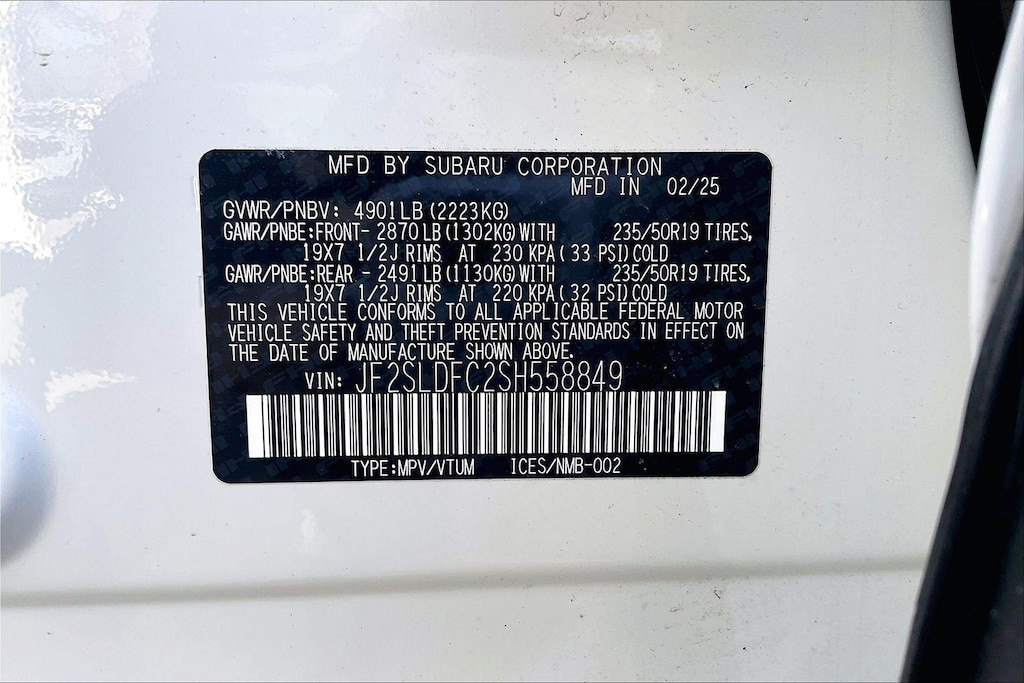 MFD BY SUBARU CORPORATION
MFD IN 02/25
GVWR/PNBV: 4901LB (2223KG)
GAWR/PNBE:FRONT- 2870LB (1302KG) WITH 235/50R19 TIRES,
19X7 1/2J RIMS AT 230 KPA( 33 PSI)COLD
GAWR/PNBE:REAR - 2491LB (1130KG) WITH 235/50R19 TIRES,
19X7 1/2J RIMS AT 220 KPA( 32 PSI)COLD
THIS VEHICLE CONFORMS TO ALL APPLICABLE FEDERAL MOTOR
VEHICLE SAFETY AND THEFT PREVENTION STANDARDS IN EFFECT ON
THE DATE OF MANUFACTURE SHOWN ABOVE.
VIN: JF2SLDFC2SH558849
TYPE:MPV/VTUM ICES/NMB-002